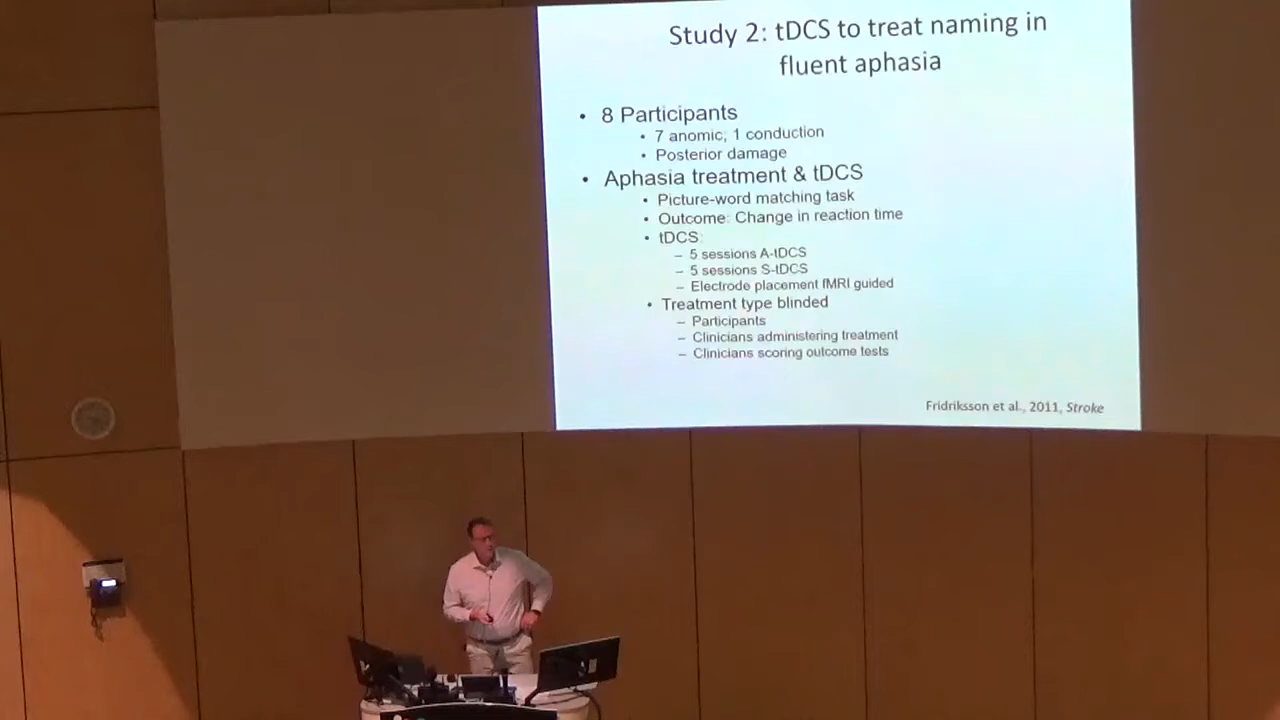 Study 2: tDCS to treat naming in
fluent aphasia
• 8 Participants
• 7 anomic; 1 conduction
• Posterior damage
• Aphasia treatment & tDCS
• Picture-word matching task
• Outcome: Change in reaction time
• tDCS:
– 5 sessions A-tDCS
– 5 sessions S-tDCS
– Electrode placement fMRI guided
• Treatment type blinded
– Participants
– Clinicians administering treatment
– Clinicians scoring outcome tests
Fridriksson et al., 2011, Stroke